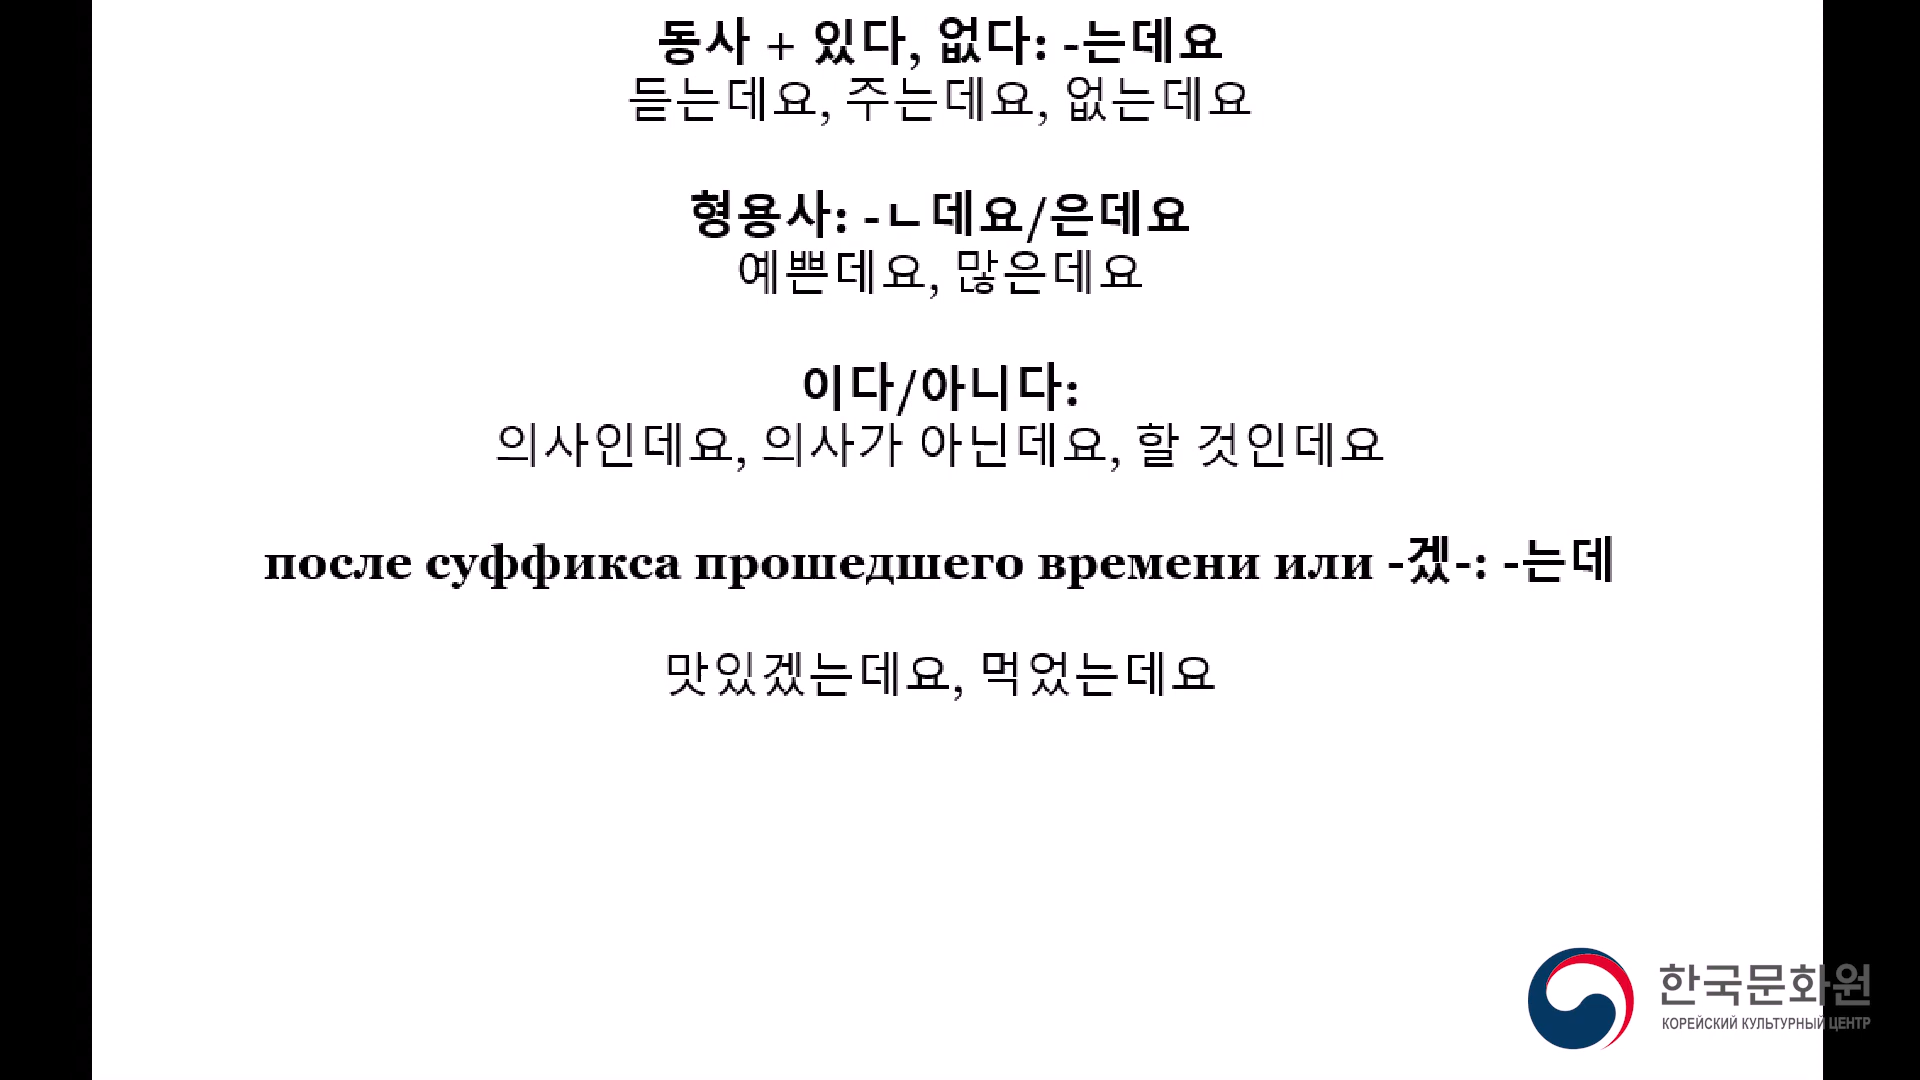 동사 + 있다, 없다: -는데요
듣는데요, 주는데요, 없는데요
형용사: -ㄴ데요/은데요
예쁜데요, 많은데요
이다/아니다:
의사인데요, 의사가 아닌데요, 할 것인데요
после суффикса прошедшего времени или -겠-: -는데
맛있겠는데요, 먹었는데요
한국문화원
КОРЕЙСКИЙ КУЛЬТУРНЫЙ ЦЕНТР